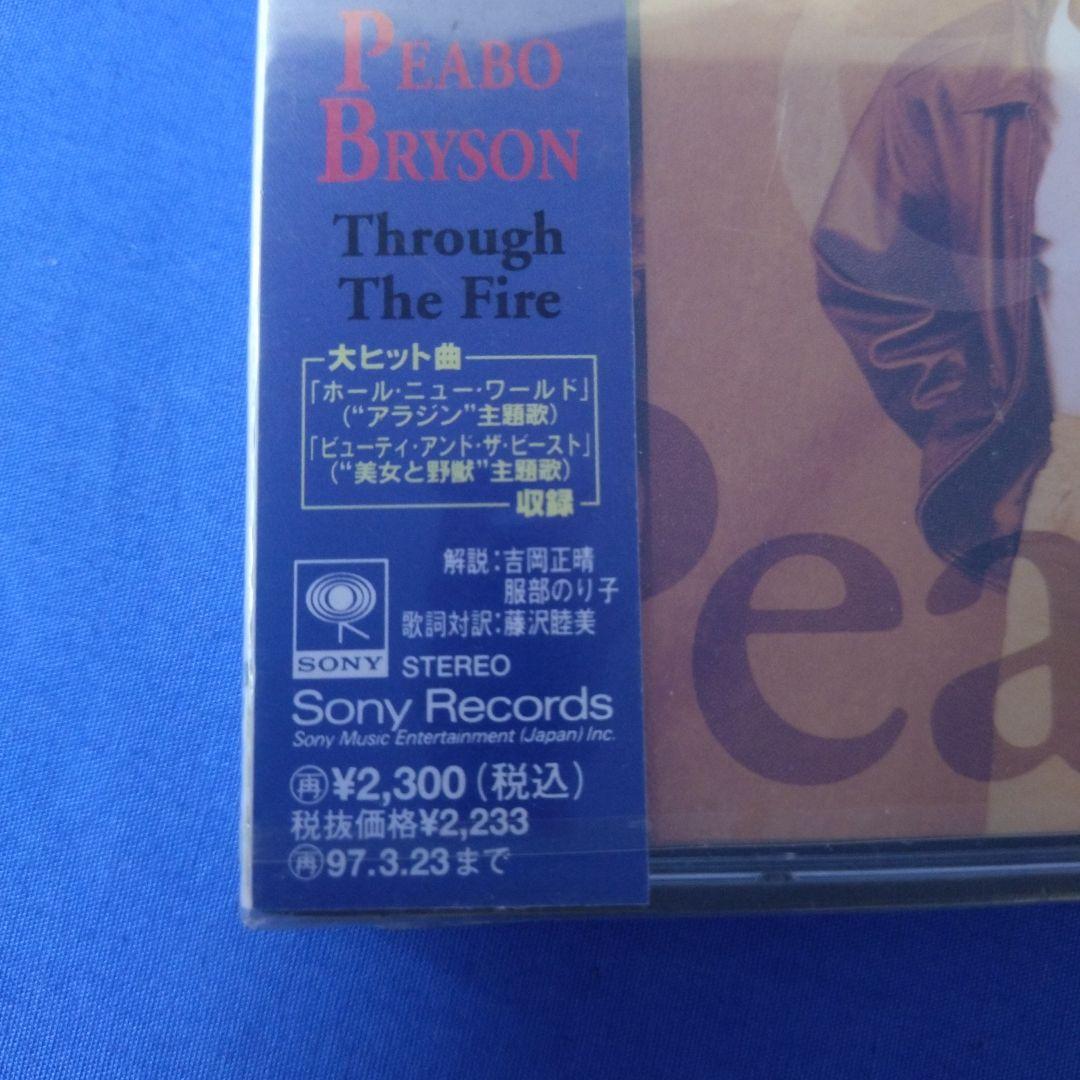 PEABO
BRYSON
Through
The Fire
大ヒット曲
「ホール・ニュー・ワールド」
(“アラジン”主題歌)
「ビューティ・アンド・ザ・ビースト」
(“美女と野獣”主題歌)
収録
解説:吉岡正晴
服部のり子
歌詞対訳:藤沢睦美
SONY
STEREO
Sony Records
Sony Music Entertainment (Japan) Inc.
再¥2,300(税込)
税抜価格¥2,233
再97.3.23まで
Pea